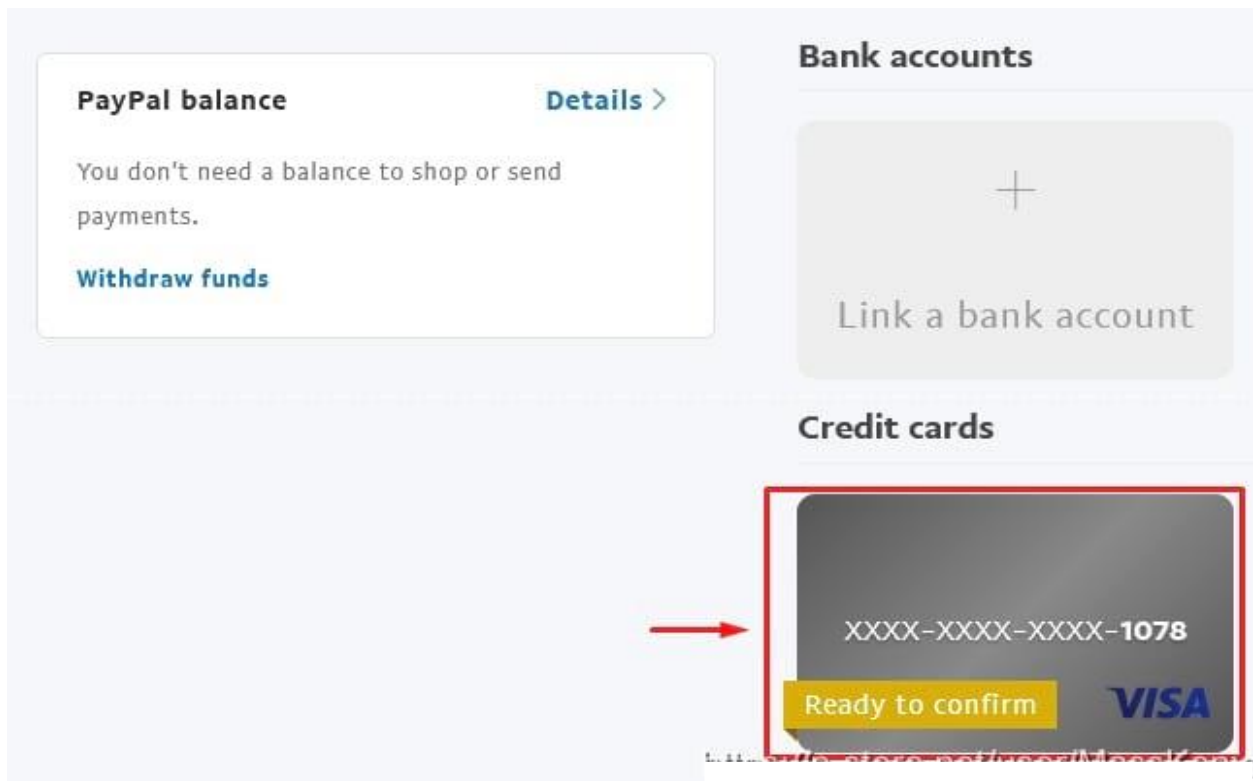 PayPal balance
Details
You don't need a balance to shop or send
payments.
Withdraw funds
Bank accounts
Link a bank account
Credit cards
XXXX-XXXX-XXXX-1078
Ready to confirm
VISA